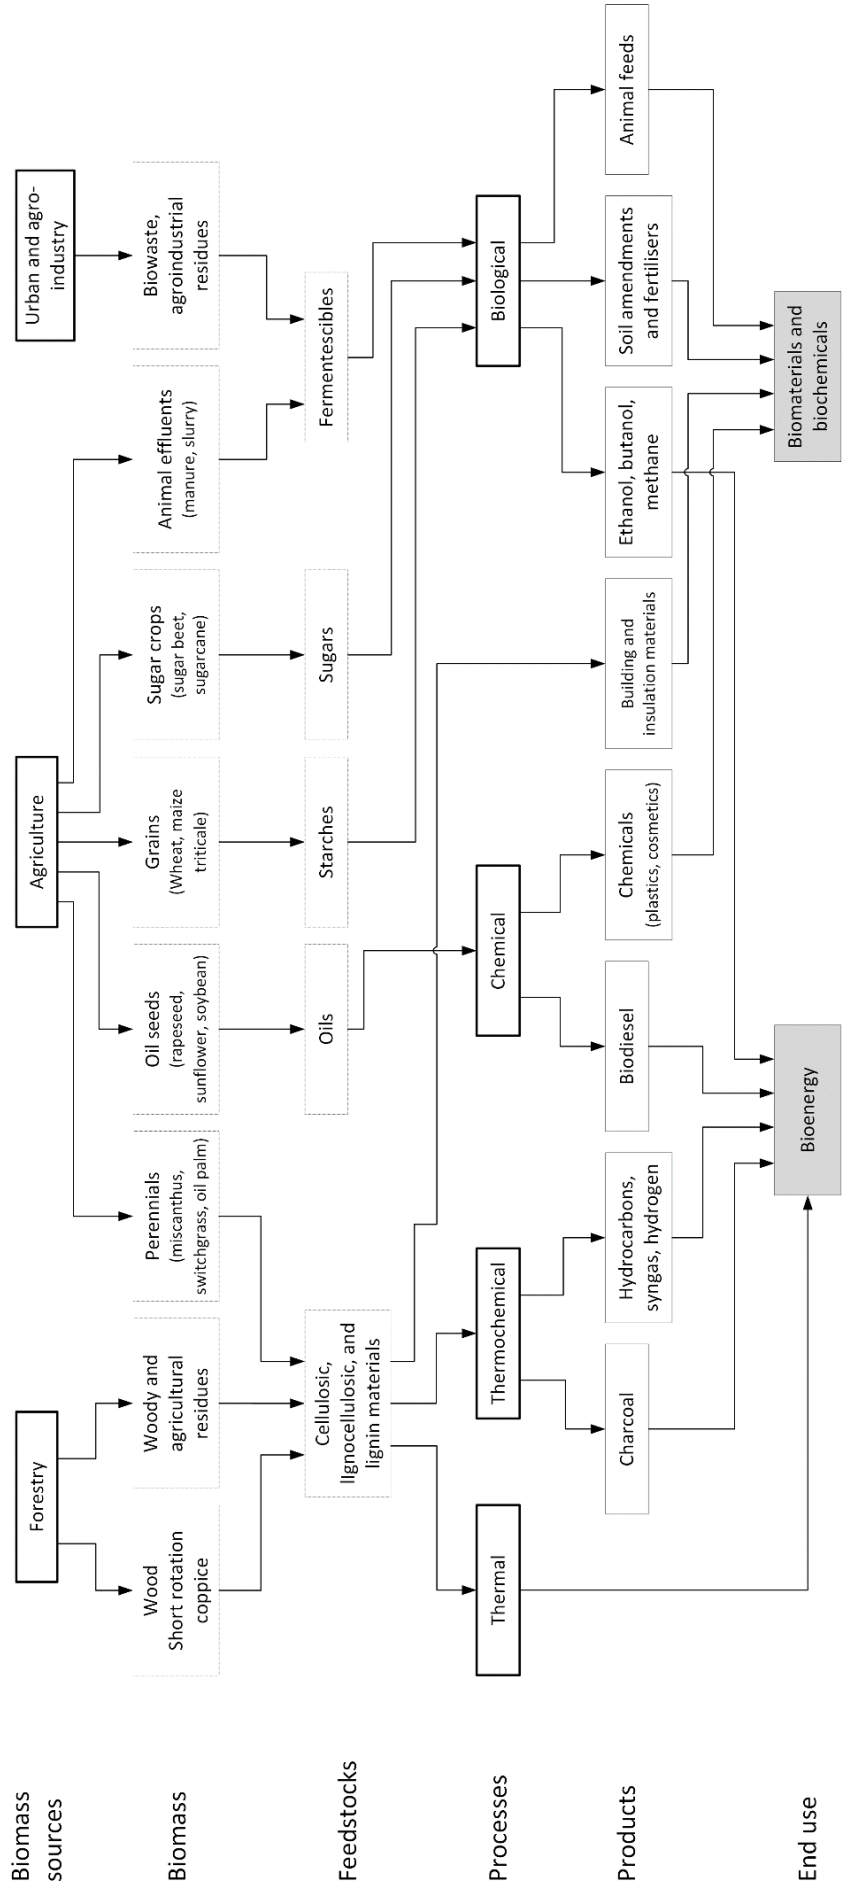 Biomass
sources
Forestry
Agriculture
Urban and agro-
industry
Biomass
Wood
Short rotation
coppice
Woody and
agricultural
residues
Perennials
(miscanthus,
switchgrass, oil palm)
Oil seeds
(rapeseed,
sunflower, soybean)
Grains
(Wheat, maize
triticale)
Sugar crops
(sugar beet,
sugarcane)
Animal effluents
(manure, slurry)
Biowaste,
agroindustrial
residues
Feedstocks
Cellulosic,
lignocellulosic, and
lignin materials
Oils
Starches
Sugars
Fermentescibles
Processes
Thermal
Thermochemical
Chemical
Biological
Products
Charcoal
Hydrocarbons,
syngas, hydrogen
Biodiesel
Chemicals
(plastics, cosmetics)
Building and
insulation materials
Ethanol, butanol,
methane
Soil amendments
and fertilisers
Animal feeds
End use
Bioenergy
Biomaterials and
biochemicals